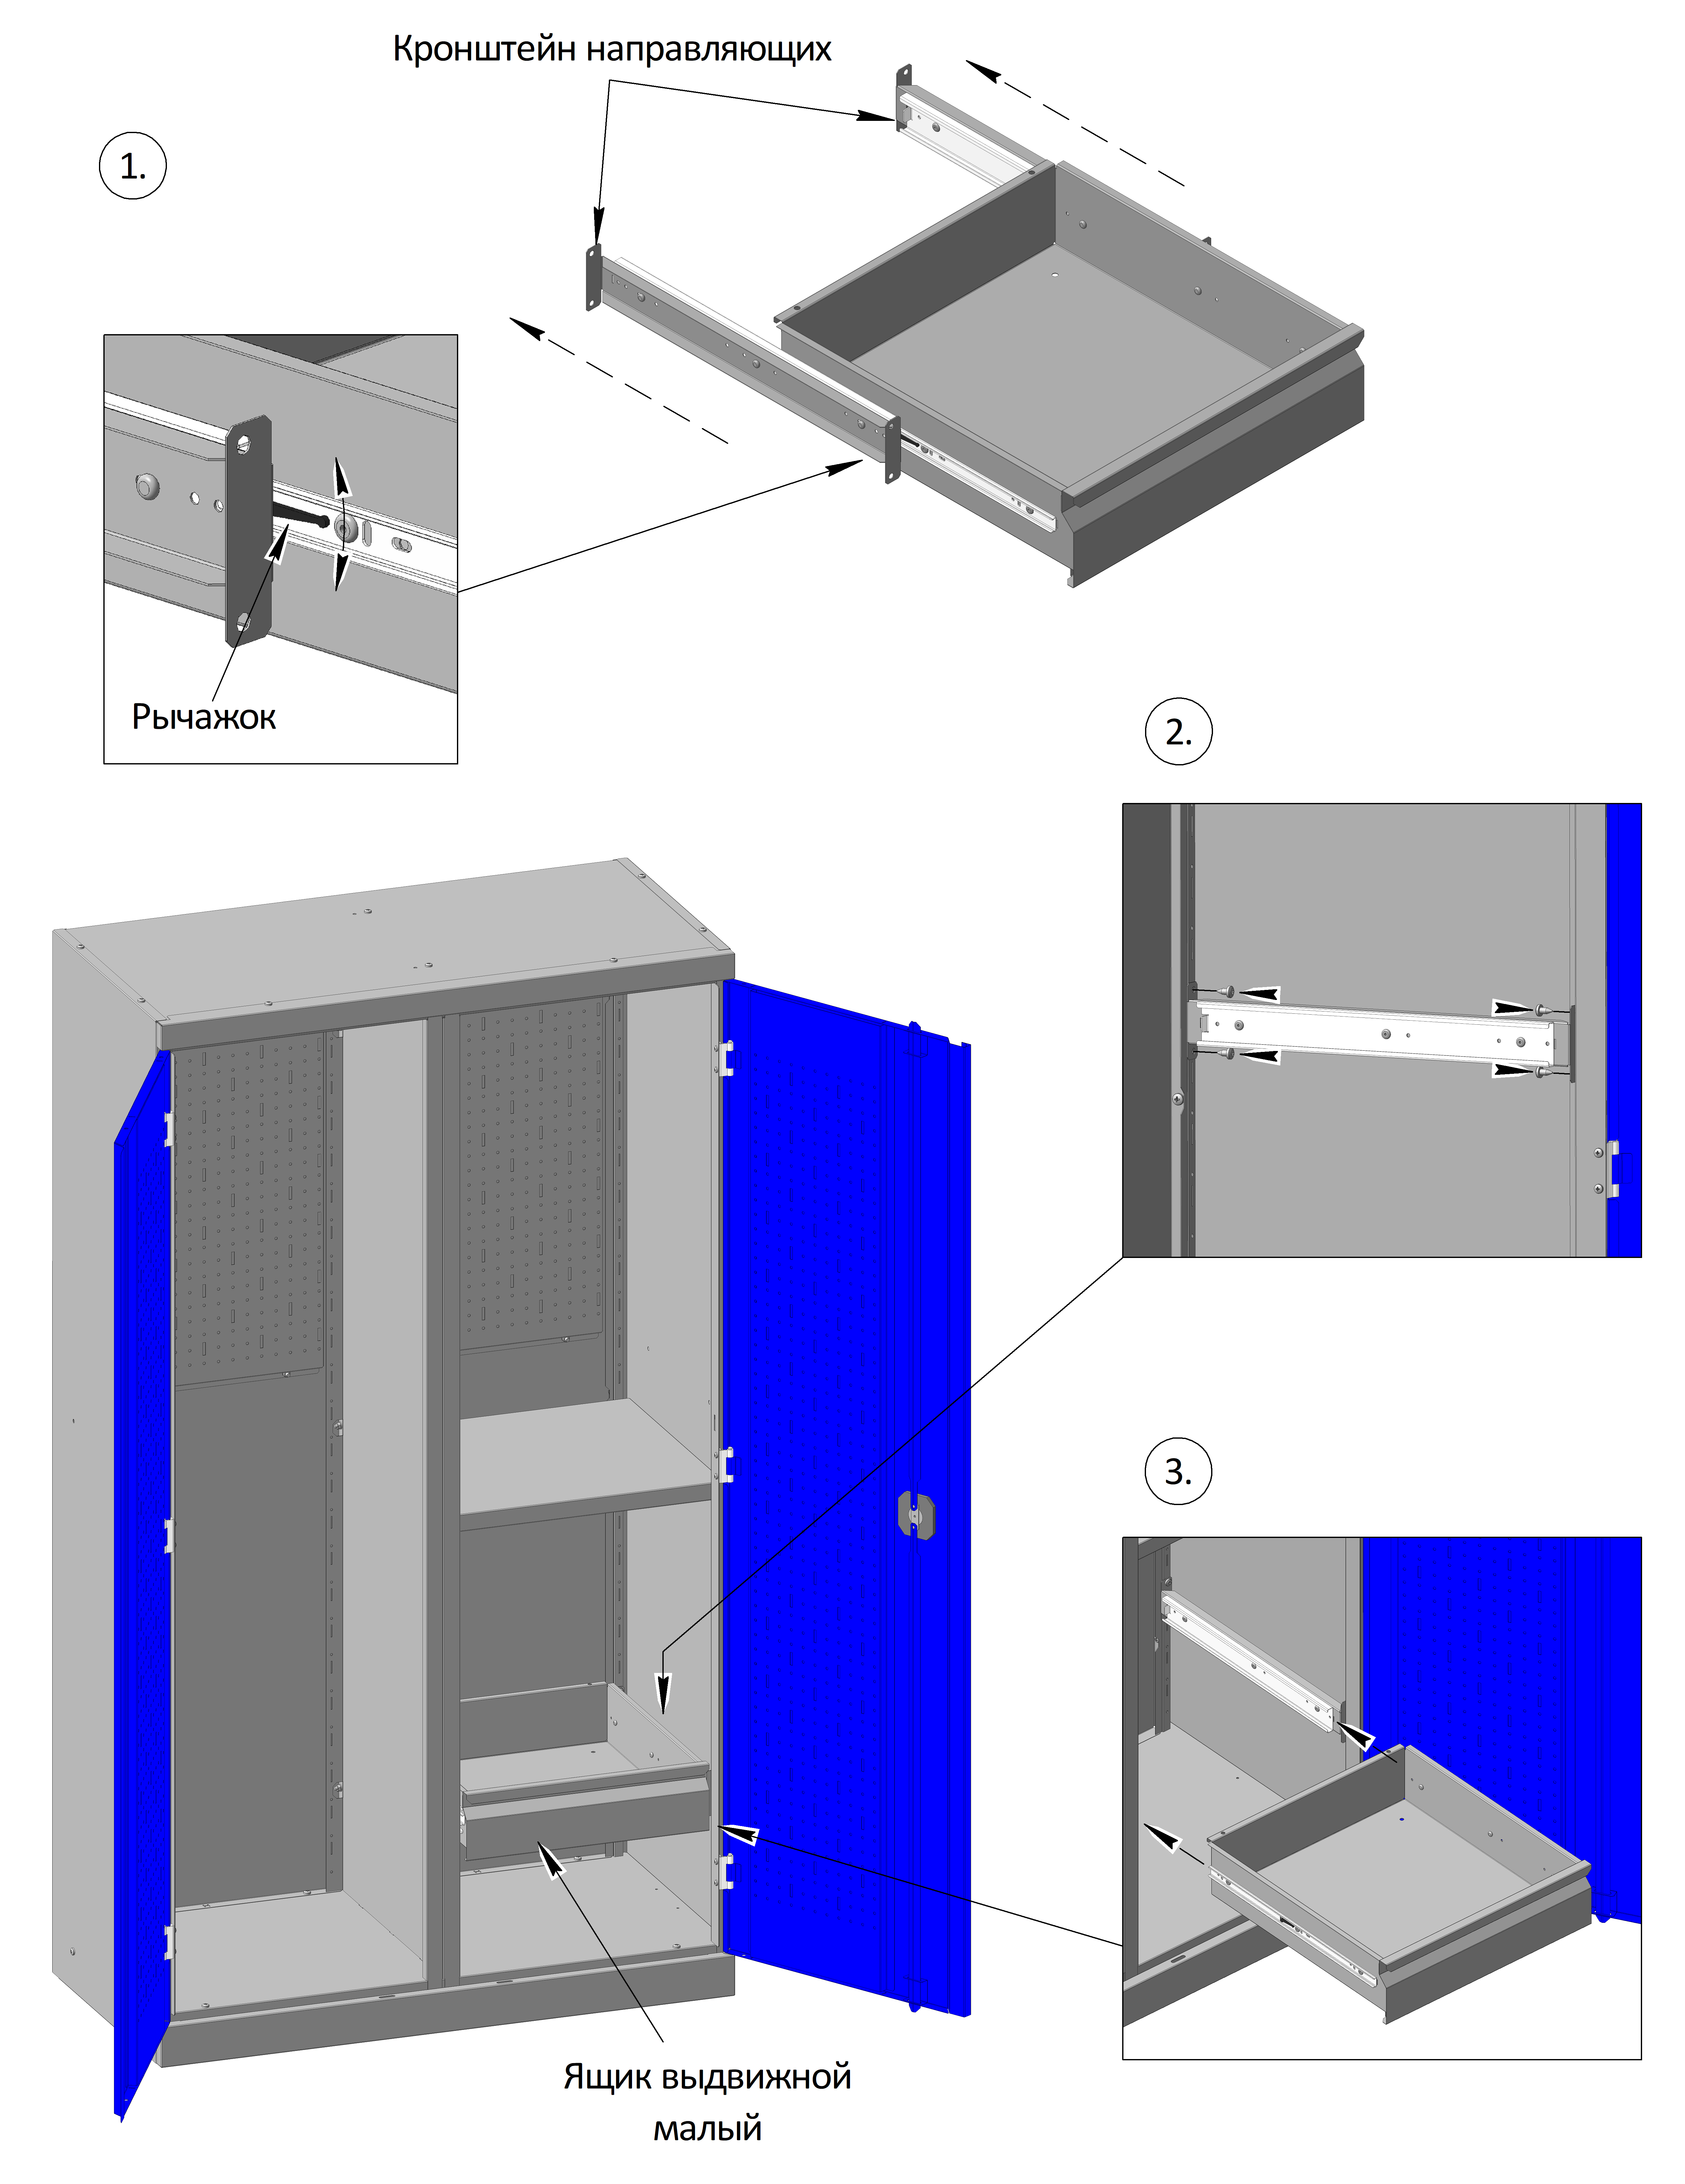 Кронштейн направляющих
1.
Рычажок
2.
3.
Ящик выдвижной
малый